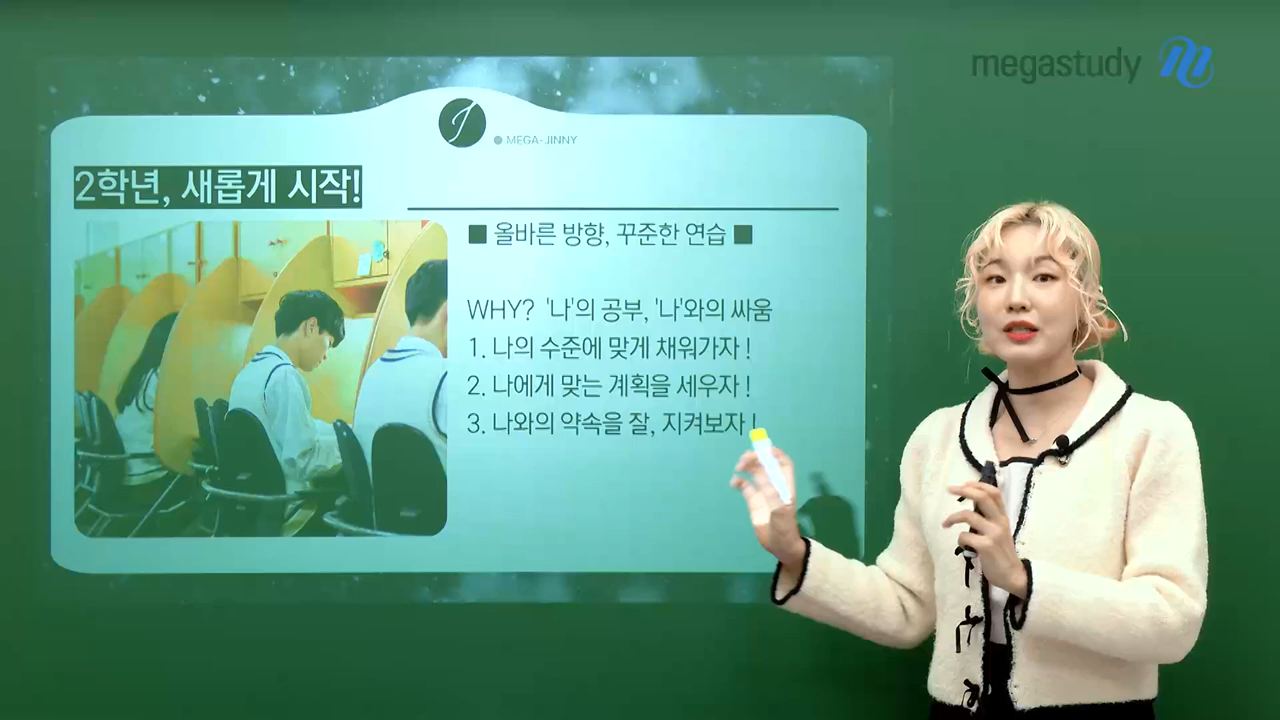 megastudy
J
MEGA-JINNY
2학년, 새롭게 시작!
■ 올바른 방향, 꾸준한 연습 ■
WHY? '나'의 공부, '나'와의 싸움
1. 나의 수준에 맞게 채워가자 !
2. 나에게 맞는 계획을 세우자 !
3. 나와의 약속을 잘, 지켜보자 !